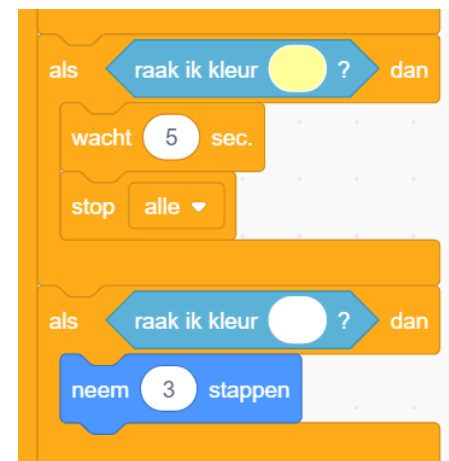 als raak ik kleur ? dan
wacht 5 sec.
stop alle
als raak ik kleur ? dan
neem 3 stappen